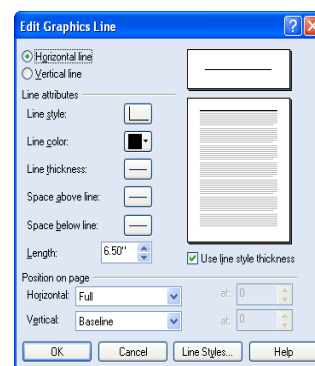 Edit Graphics Line
Horizontal line
Vertical line
Line attributes
Line style:
Line color:
Line thickness:
Space above line:
Space below line:
Length: 6.50"
Use line style thickness
Position on page
Horizontal: Full at: 0
Vertical: Baseline at: 0
OK Cancel Line Styles... Help